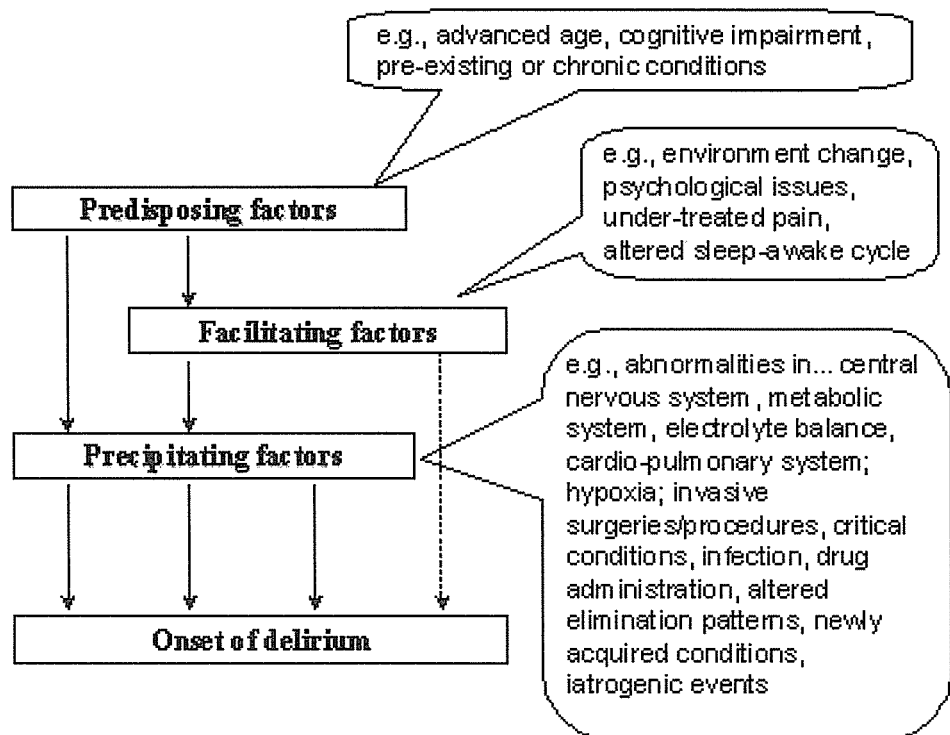 e.g., advanced age, cognitive impairment,
pre-existing or chronic conditions
e.g., environment change,
psychological issues,
under-treated pain,
altered sleep-awake cycle
Predisposing factors
Facilitating factors
e.g., abnormalities in... central
nervous system, metabolic
system, electrolyte balance,
cardio-pulmonary system;
hypoxia; invasive
surgeries/procedures, critical
conditions, infection, drug
administration, altered
elimination patterns, newly
acquired conditions,
iatrogenic events
Precipitating factors
Onset of delirium